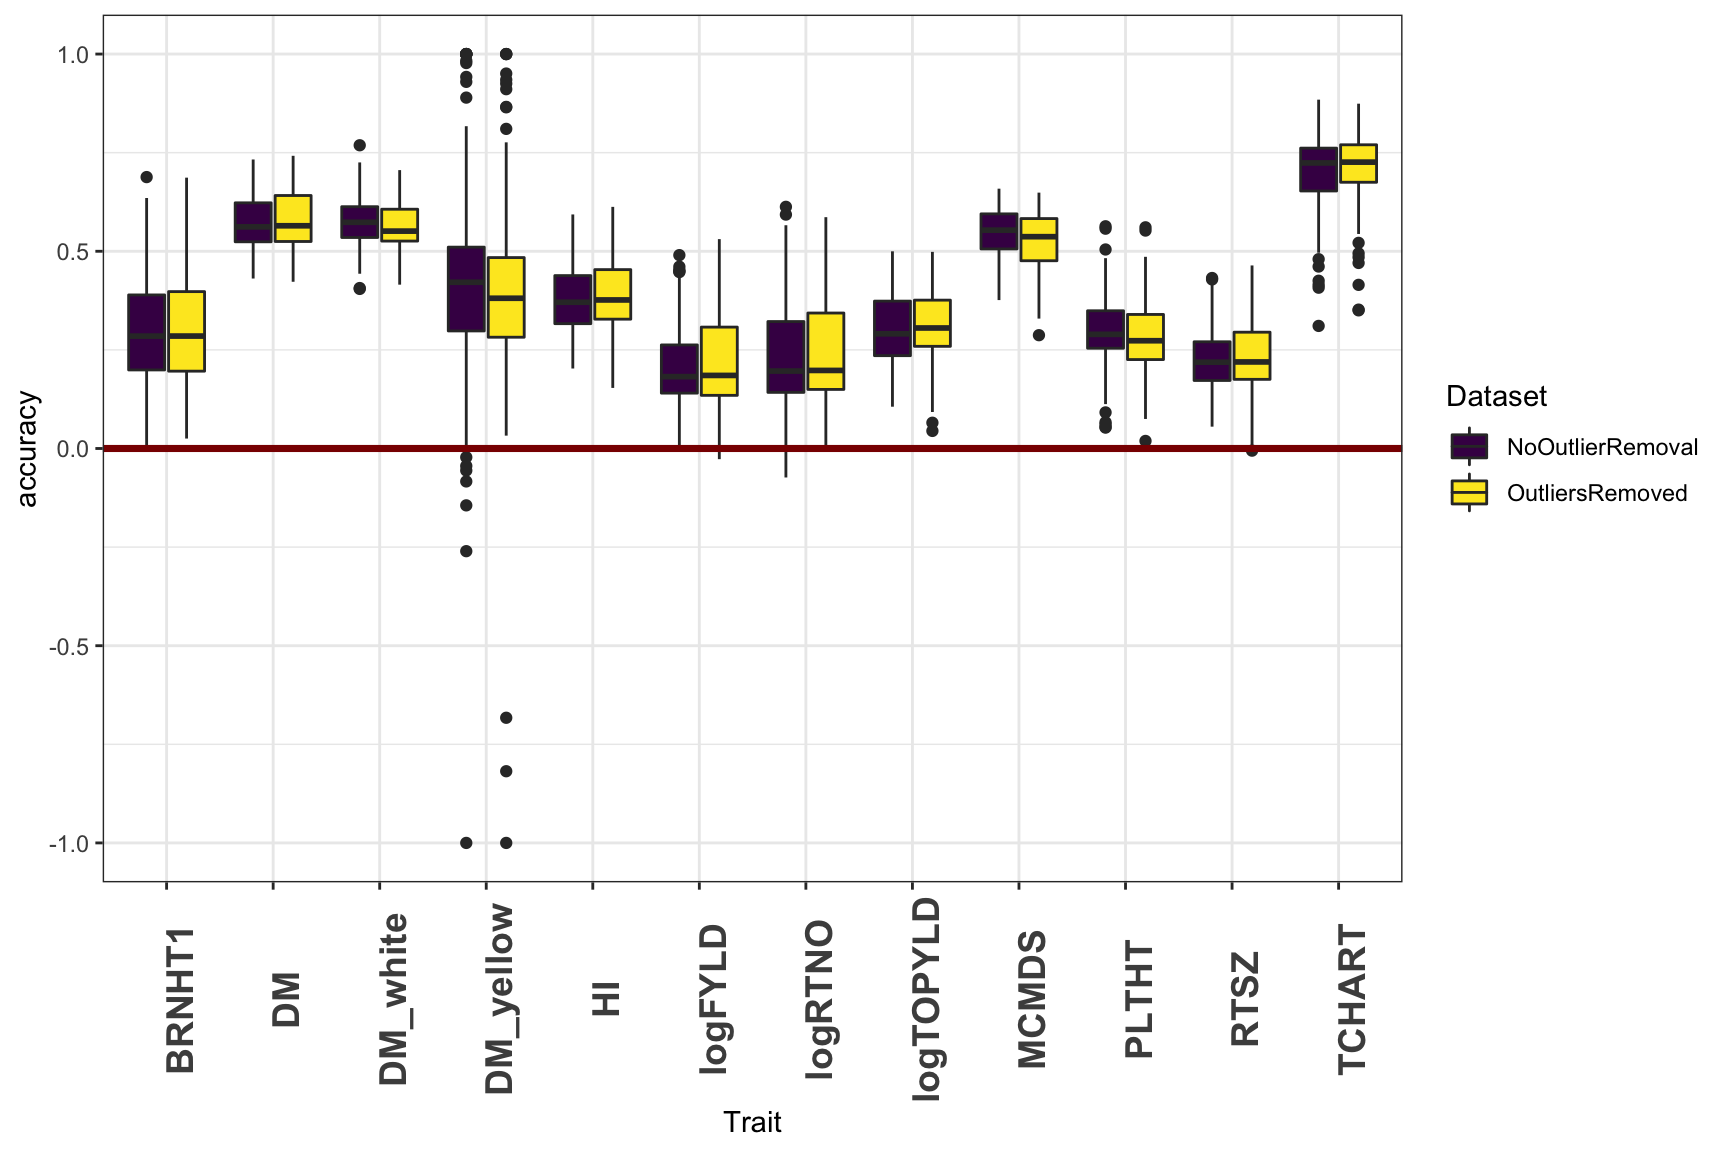 1.0
0.5
0.0
-0.5
-1.0
accuracy
BRNHT1
DM
DM_white
DM_yellow
HI
logFYLD
logRTNO
logTOPYLD
MCMDS
PLTHT
RTSZ
TCHART
Trait
Dataset
NoOutlierRemoval
OutliersRemoved